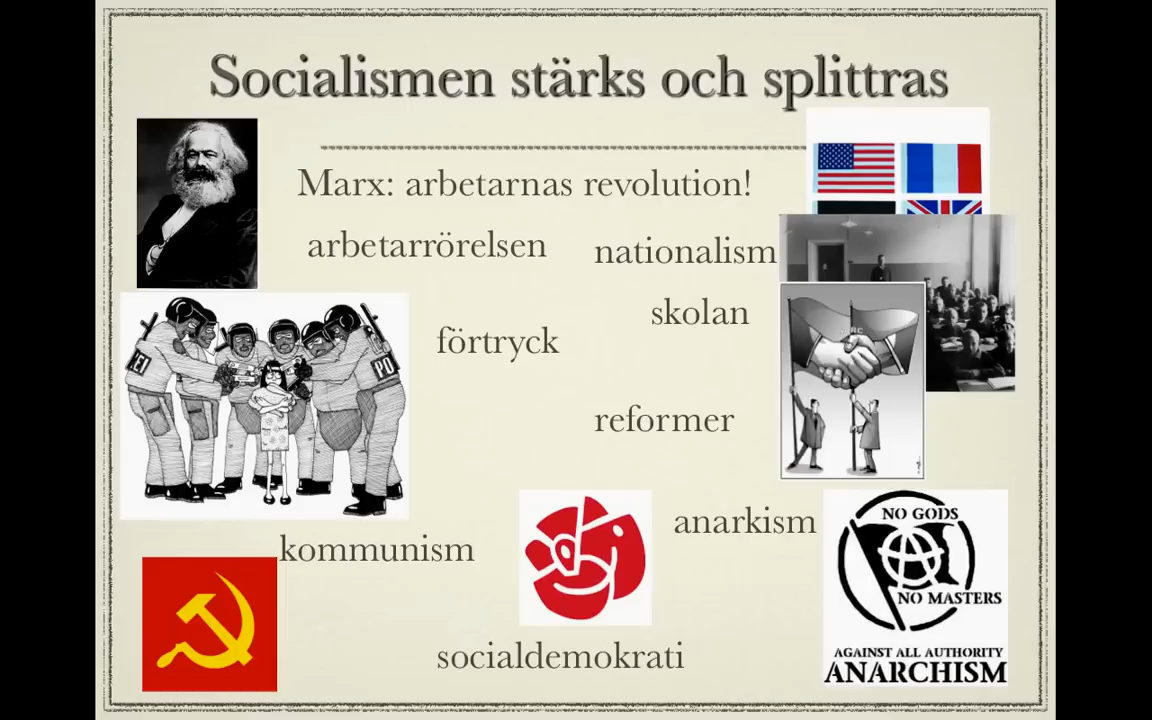 Socialismen stärks och splittras
Marx: arbetarnas revolution!
arbetarrörelsen
nationalism
skolan
förtryck
reformer
anarkism
kommunism
socialdemokrati
PO
NO GODS
NO MASTERS
AGAINST ALL AUTHORITY
ANARCHISM